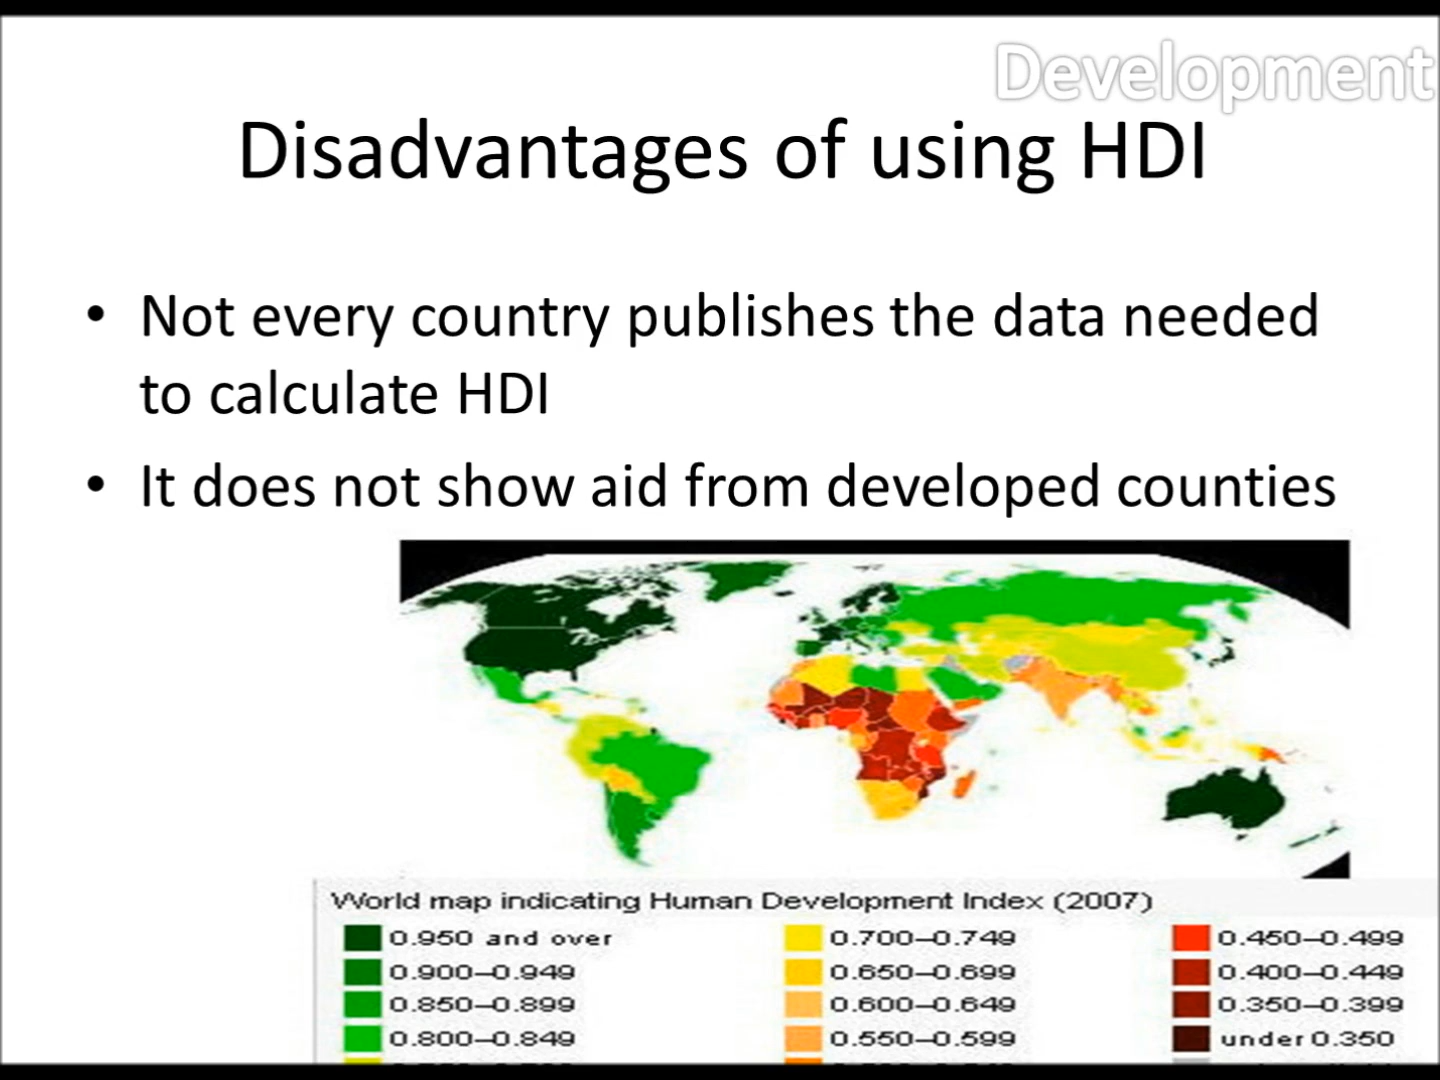 Development
Disadvantages of using HDI
• Not every country publishes the data needed
to calculate HDI
• It does not show aid from developed counties
World map indicating Human Development Index (2007)
0.950 and over
0.900–0.949
0.850–0.899
0.800–0.849
0.700–0.749
0.650–0.699
0.600–0.649
0.550–0.599
0.450–0.499
0.400–0.449
0.350–0.399
under 0.350